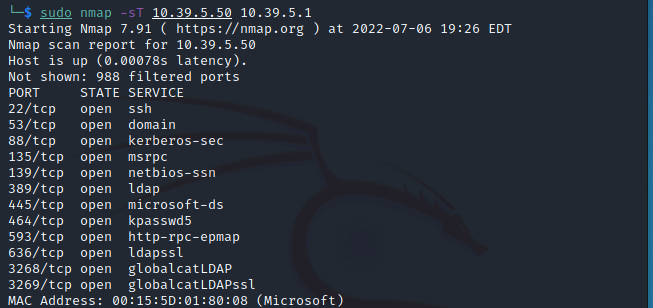 └─$ sudo nmap -sT 10.39.5.50 10.39.5.1
Starting Nmap 7.91 ( https://nmap.org ) at 2022-07-06 19:26 EDT
Nmap scan report for 10.39.5.50
Host is up (0.00078s latency).
Not shown: 988 filtered ports
PORT     STATE SERVICE
22/tcp   open  ssh
53/tcp   open  domain
88/tcp   open  kerberos-sec
135/tcp  open  msrpc
139/tcp  open  netbios-ssn
389/tcp  open  ldap
445/tcp  open  microsoft-ds
464/tcp  open  kpasswd5
593/tcp  open  http-rpc-epmap
636/tcp  open  ldapssl
3268/tcp open  globalcatLDAP
3269/tcp open  globalcatLDAPssl
MAC Address: 00:15:5D:01:80:08 (Microsoft)